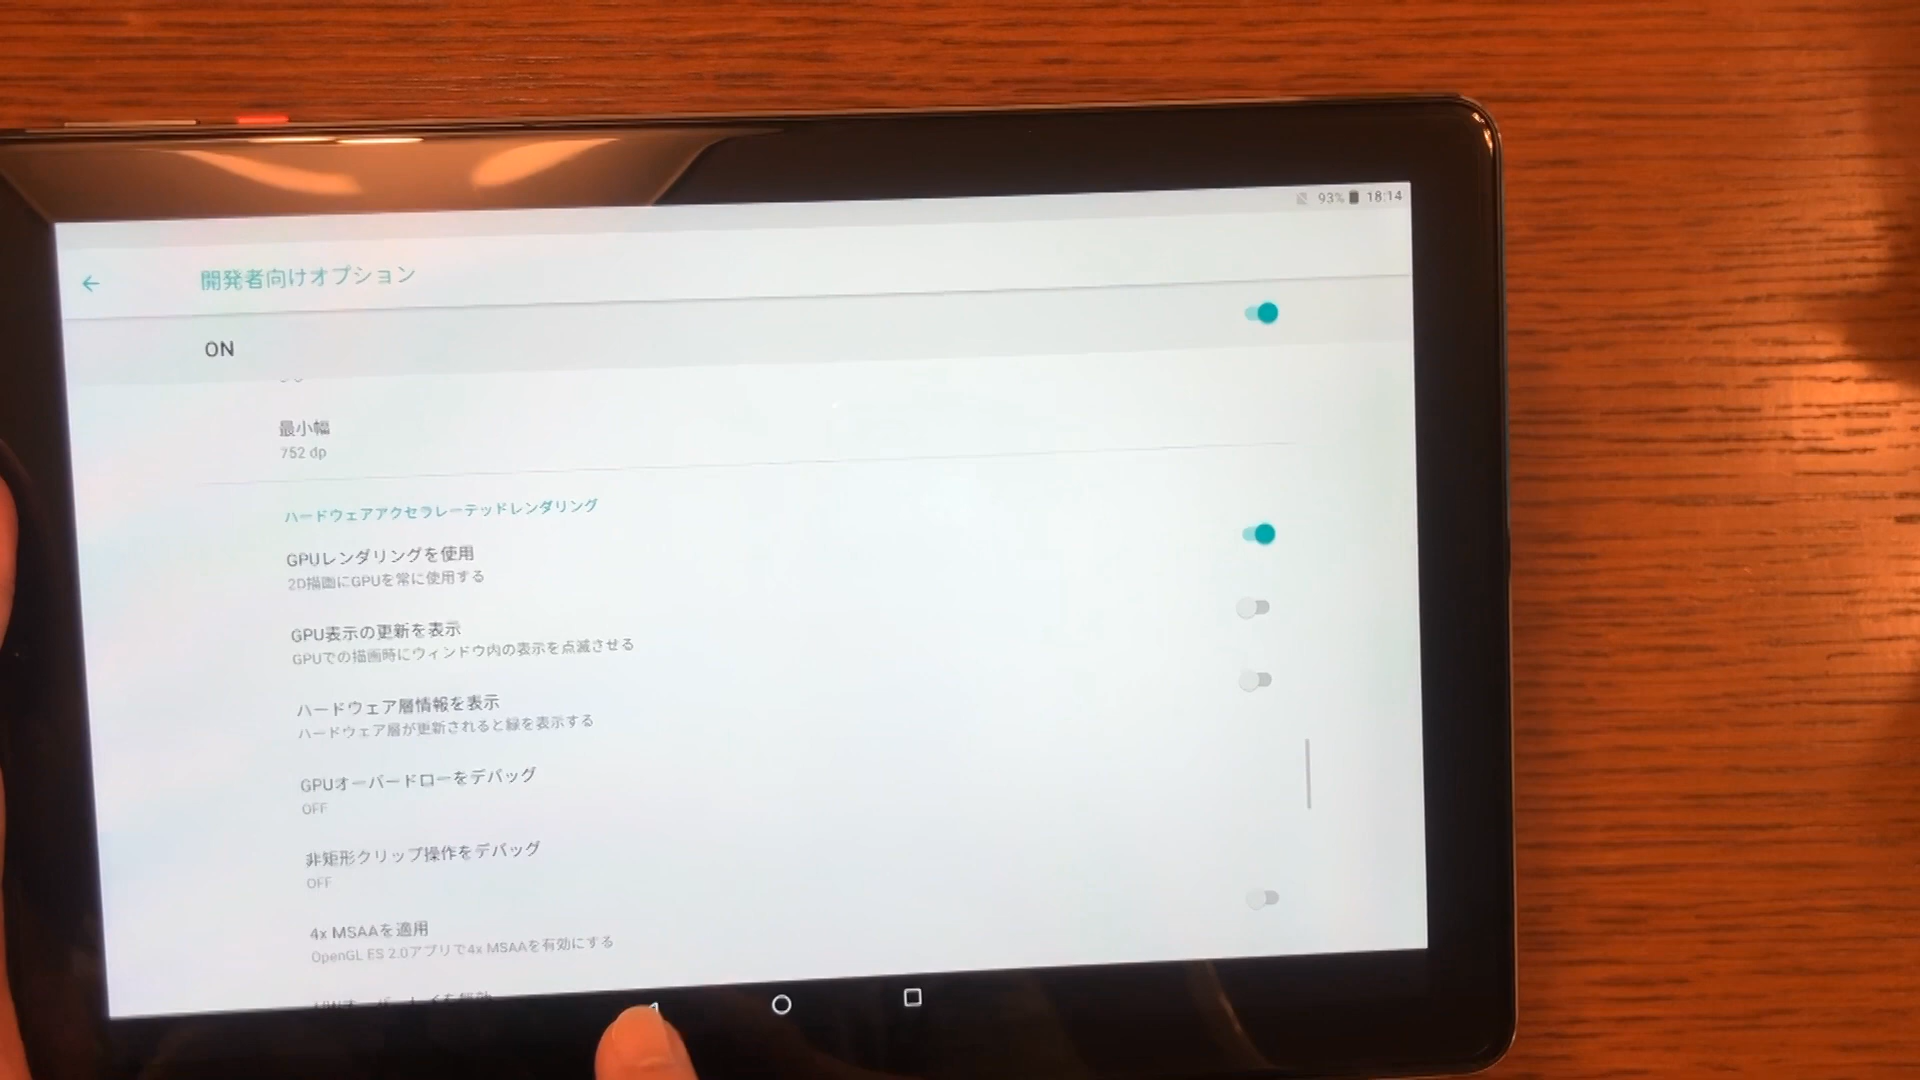 93% 18:14
開発者向けオプション
ON
最小幅
752 dp
ハードウェアアクセラレーテッドレンダリング
GPUレンダリングを使用
2D描画にGPUを常に使用する
GPU表示の更新を表示
GPUでの描画時にウィンドウ内の表示を点滅させる
ハードウェア層情報を表示
ハードウェア層が更新されると緑を表示する
GPUオーバードローをデバッグ
OFF
非矩形クリップ操作をデバッグ
OFF
4x MSAAを適用
OpenGL ES 2.0アプリで4x MSAAを有効にする